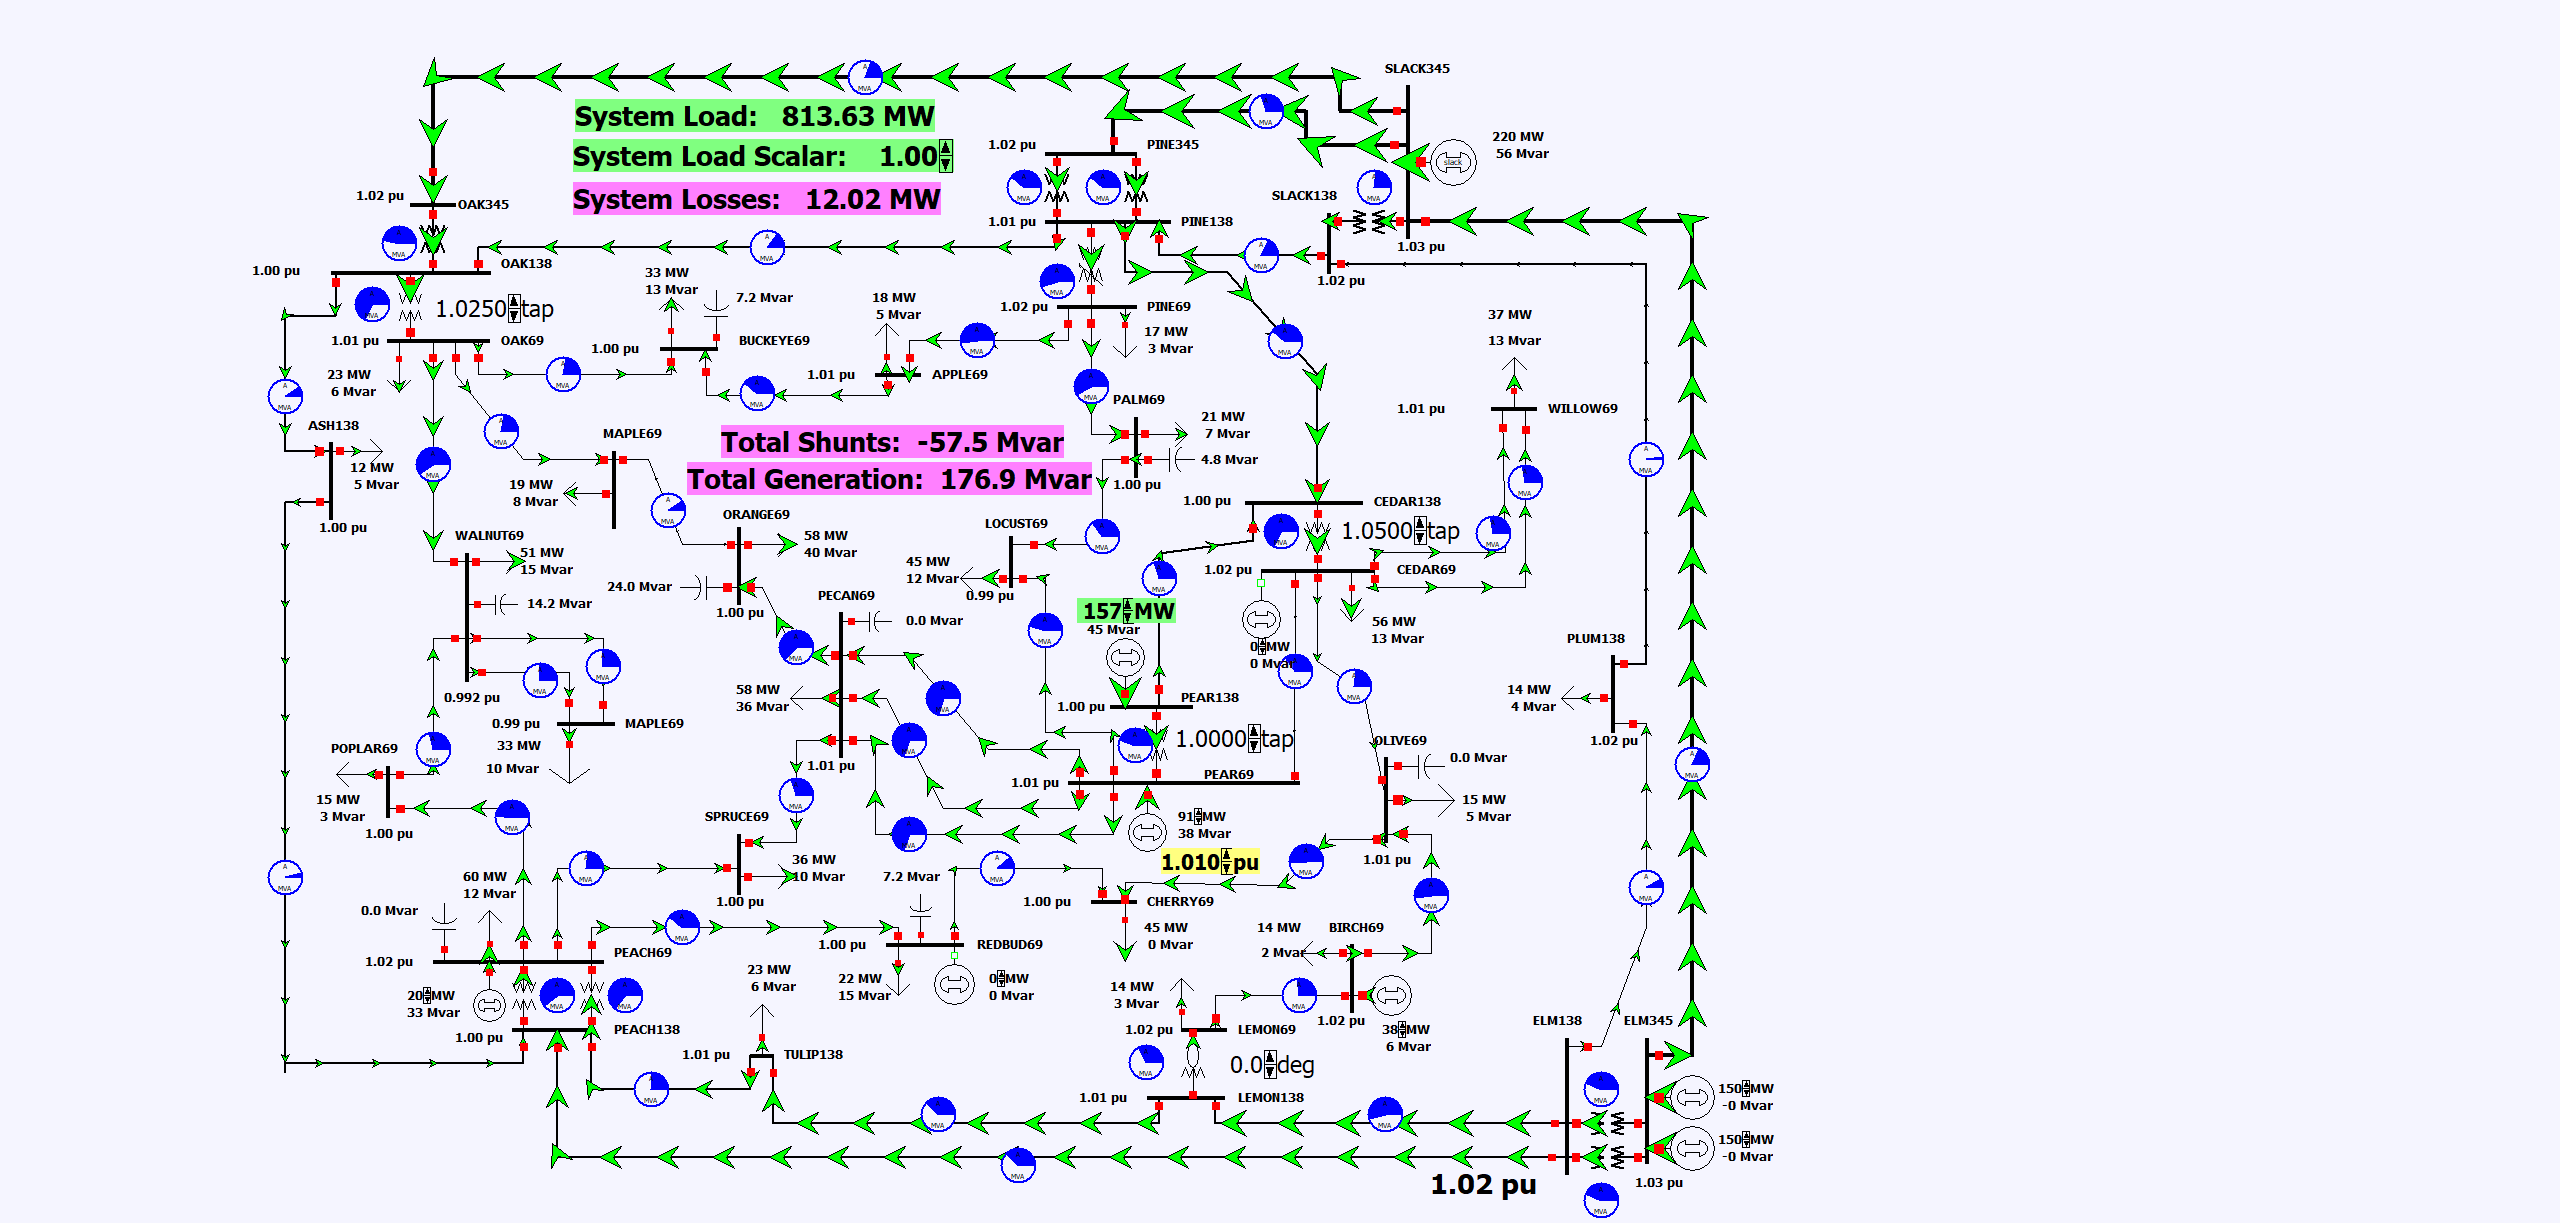 SLACK345
System Load: 813.63 MW
220 MW
56 Mvar
1.02 pu
PINE345
System Load Scalar: 1.00
slack
System Losses: 12.02 MW
SLACK138
1.02 pu
OAK345
1.01 pu
PINE138
1.03 pu
OAK138
1.00 pu
33 MW
13 Mvar
7.2 Mvar
1.02 pu
1.0250 tap
18 MW
5 Mvar
1.02 pu
PINE69
37 MW
13 Mvar
17 MW
3 Mvar
1.01 pu
OAK69
1.00 pu
BUCKEYE69
23 MW
6 Mvar
1.01 pu
APPLE69
PALM69
1.01 pu
WILLOW69
21 MW
7 Mvar
ASH138
MAPLE69
Total Shunts: -57.5 Mvar
12 MW
5 Mvar
4.8 Mvar
Total Generation: 176.9 Mvar
19 MW
8 Mvar
1.00 pu
1.00 pu
CEDAR138
1.00 pu
ORANGE69
LOCUST69
1.0500 tap
WALNUT69
51 MW
15 Mvar
58 MW
40 Mvar
45 MW
12 Mvar
1.02 pu
CEDAR69
24.0 Mvar
0.99 pu
14.2 Mvar
1.00 pu
PECAN69
0.0 Mvar
157 MW
45 Mvar
56 MW
13 Mvar
0 MW
0 Mvar
PLUM138
58 MW
36 Mvar
0.992 pu
PEAR138
1.00 pu
14 MW
4 Mvar
0.99 pu
MAPLE69
33 MW
10 Mvar
1.0000 tap
OLIVE69
1.02 pu
POPLAR69
0.0 Mvar
1.01 pu
1.01 pu
PEAR69
15 MW
3 Mvar
15 MW
5 Mvar
1.00 pu
SPRUCE69
91 MW
38 Mvar
1.010 pu
1.01 pu
36 MW
10 Mvar
60 MW
12 Mvar
7.2 Mvar
1.00 pu
1.00 pu
CHERRY69
0.0 Mvar
45 MW
0 Mvar
14 MW
BIRCH69
2 Mvar
1.00 pu
REDBUD69
1.02 pu
PEACH69
23 MW
6 Mvar
22 MW
15 Mvar
0 MW
0 Mvar
14 MW
3 Mvar
20 MW
33 Mvar
1.02 pu
ELM138
ELM345
38 MW
6 Mvar
1.00 pu
PEACH138
1.02 pu
LEMON69
1.01 pu
TULIP138
0.0 deg
150 MW
-0 Mvar
1.01 pu
LEMON138
150 MW
-0 Mvar
1.02 pu
1.03 pu